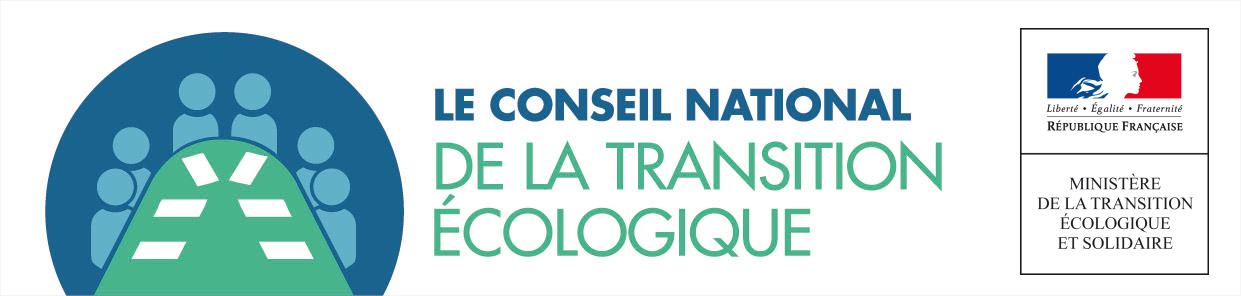 LE CONSEIL NATIONAL
DE LA TRANSITION
ÉCOLOGIQUE
Liberté • Égalité • Fraternité
RÉPUBLIQUE FRANÇAISE
MINISTÈRE
DE LA TRANSITION
ÉCOLOGIQUE
ET SOLIDAIRE